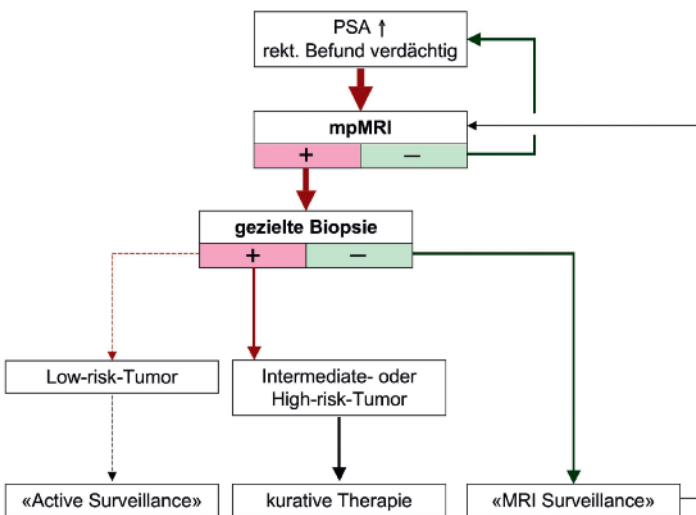 PSA ↑
rekt. Befund verdächtig
mpMRI
+ –
gezielte Biopsie
+ –
Low-risk-Tumor
Intermediate- oder
High-risk-Tumor
«Active Surveillance»
kurative Therapie
«MRI Surveillance»